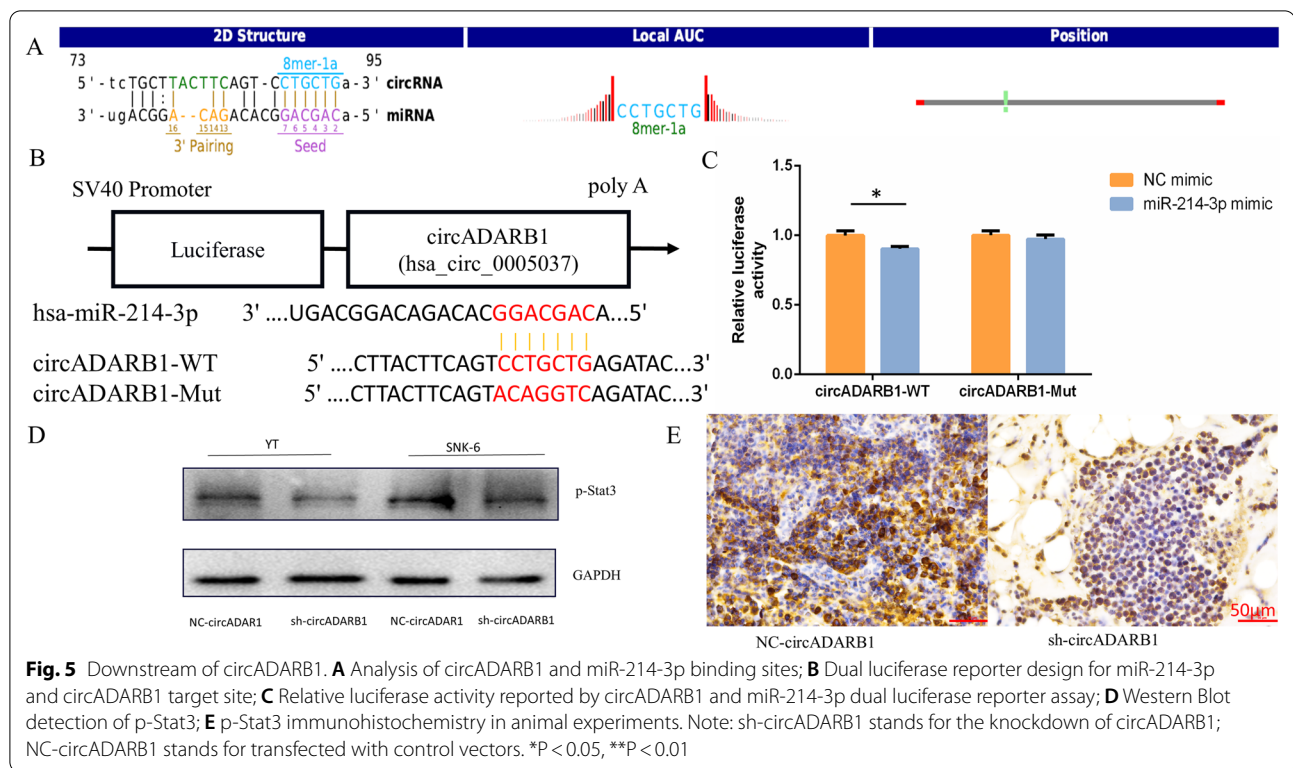 A
2D Structure
Local AUC
Position
73
95
8mer-1a
5'-tcTGCTTACTTCAGT-CCTGCTGa-3' circRNA
3'-ugACGGA--CAGACACGGACGACa-5' miRNA
16 15 14 13 7 6 5 4 3 2
3' Pairing
Seed
CCTGCTG
8mer-1a
B
SV40 Promoter
poly A
Luciferase
circADARB1
(hsa_circ_0005037)
hsa-miR-214-3p 3' ....UGACGGACAGACACGGACGACA...5'
circADARB1-WT 5' ....CTTACTTCAGTCCTGCTGAGATAC...3'
circADARB1-Mut 5' ....CTTACTTCAGTACAGGTCAGATAC...3'
C
Relative luciferase
activity
1.5
1.0
0.5
0.0
*
NC mimic
miR-214-3p mimic
circADARB1-WT
circADARB1-Mut
D
YT
SNK-6
p-Stat3
GAPDH
NC-circADAR1
sh-circADARB1
NC-circADAR1
sh-circADARB1
E
50μm
NC-circADARB1
sh-circADARB1
Fig. 5 Downstream of circADARB1. A Analysis of circADARB1 and miR-214-3p binding sites; B Dual luciferase reporter design for miR-214-3p
and circADARB1 target site; C Relative luciferase activity reported by circADARB1 and miR-214-3p dual luciferase reporter assay; D Western Blot
detection of p-Stat3; E p-Stat3 immunohistochemistry in animal experiments. Note: sh-circADARB1 stands for the knockdown of circADARB1;
NC-circADARB1 stands for transfected with control vectors. *P < 0.05, **P < 0.01